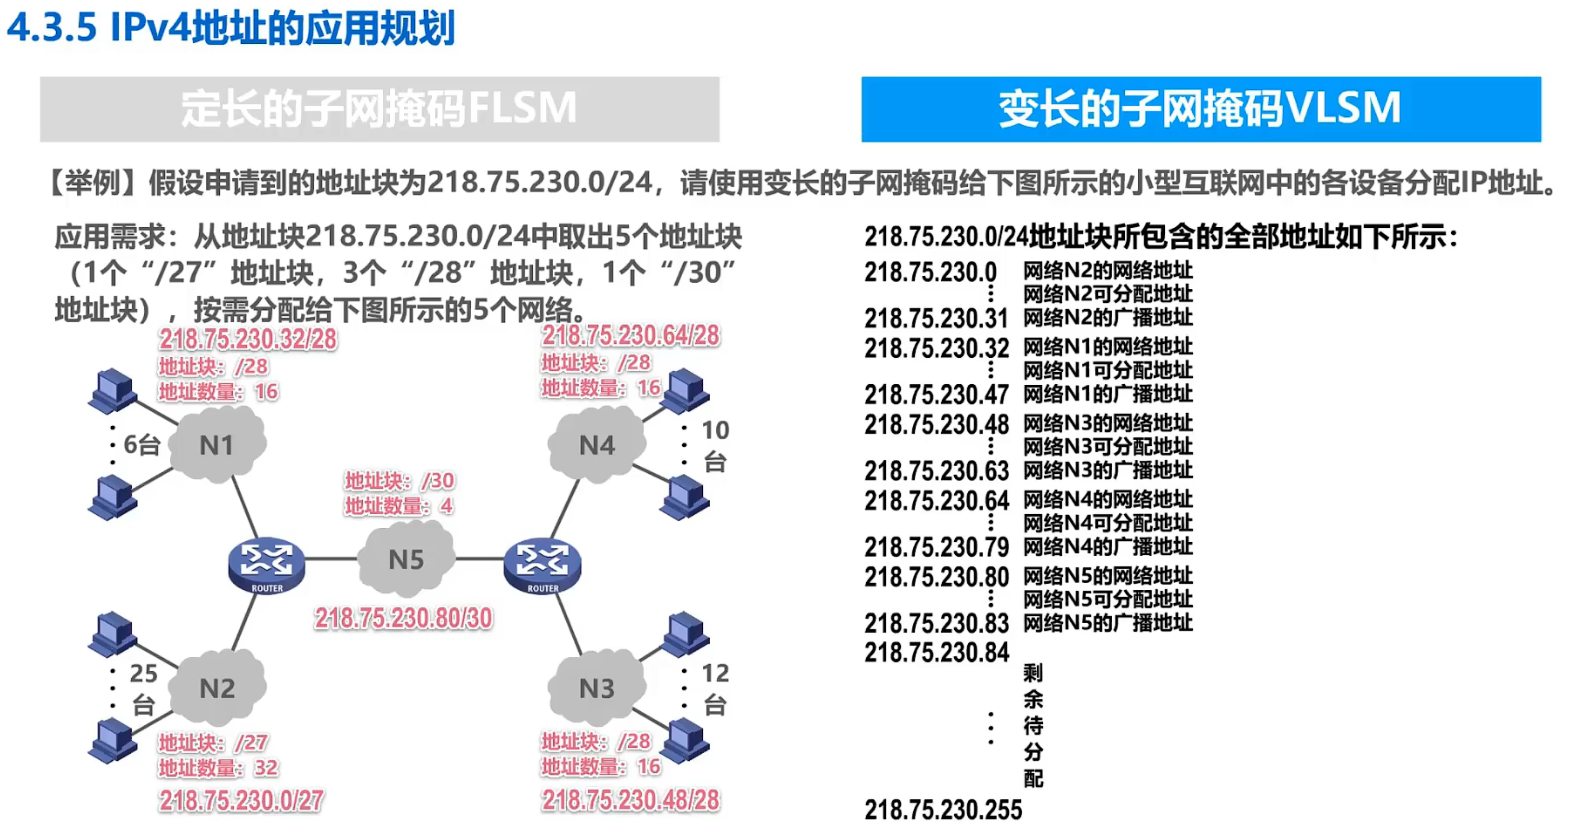 4.3.5 IPv4地址的应用规划
定长的子网掩码FLSM
变长的子网掩码VLSM
【举例】假设申请到的地址块为218.75.230.0/24，请使用变长的子网掩码给下图所示的小型互联网中的各设备分配IP地址。
应用需求：从地址块218.75.230.0/24中取出5个地址块
（1个“/27”地址块，3个“/28”地址块，1个“/30”
地址块），按需分配给下图所示的5个网络。
218.75.230.32/28
地址块：/28
地址数量：16
6台
N1
218.75.230.64/28
地址块：/28
地址数量：16
N4
10
台
地址块：/30
地址数量：4
N5
ROUTER
ROUTER
218.75.230.80/30
25
台
N2
地址块：/27
地址数量：32
218.75.230.0/27
N3
12
台
地址块：/28
地址数量：16
218.75.230.48/28
218.75.230.0/24地址块所包含的全部地址如下所示：
218.75.230.0 网络N2的网络地址
网络N2可分配地址
218.75.230.31 网络N2的广播地址
218.75.230.32 网络N1的网络地址
网络N1可分配地址
218.75.230.47 网络N1的广播地址
218.75.230.48 网络N3的网络地址
网络N3可分配地址
218.75.230.63 网络N3的广播地址
218.75.230.64 网络N4的网络地址
网络N4可分配地址
218.75.230.79 网络N4的广播地址
218.75.230.80 网络N5的网络地址
网络N5可分配地址
218.75.230.83 网络N5的广播地址
218.75.230.84
剩
余
待
分
配
218.75.230.255